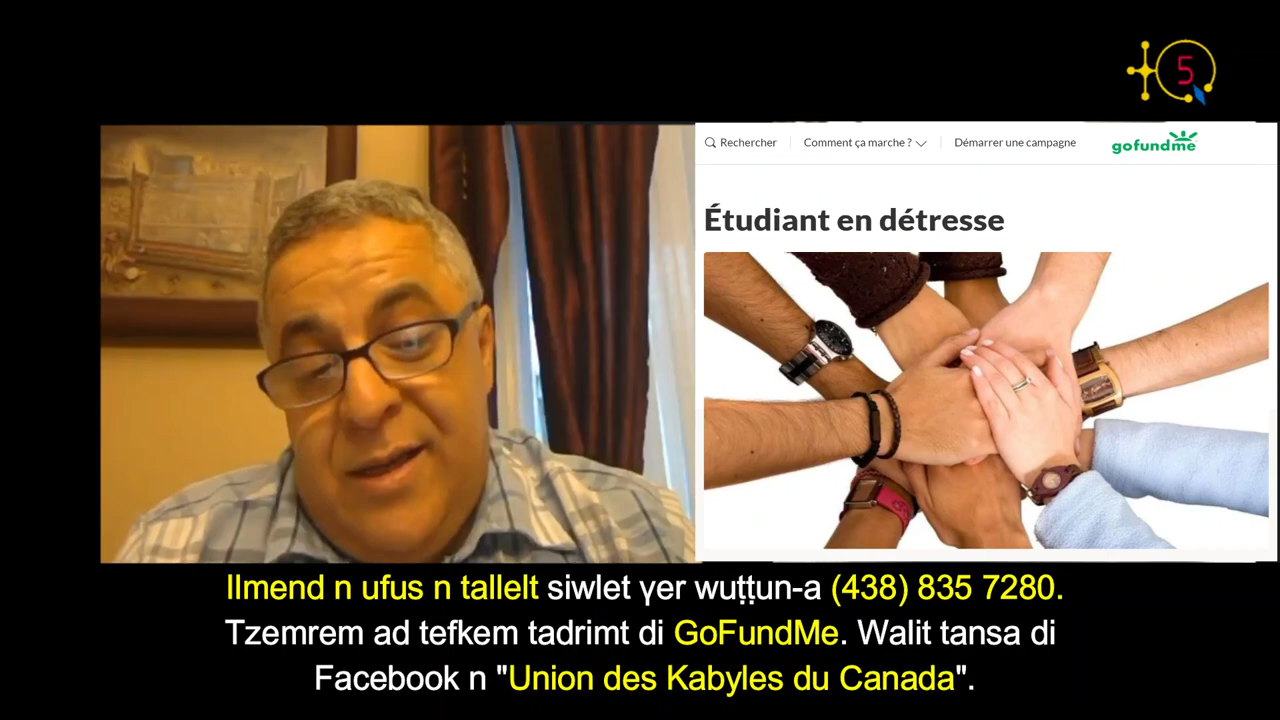 5
Rechercher
Comment ça marche ?
Démarrer une campagne
gofundme
Étudiant en détresse
Ilmend n ufus n tallelt siwlet ɣer wuṭṭun-a (438) 835 7280.
Tzemrem ad tefkem tadrimt di GoFundMe. Walit tansa di
Facebook n "Union des Kabyles du Canada".